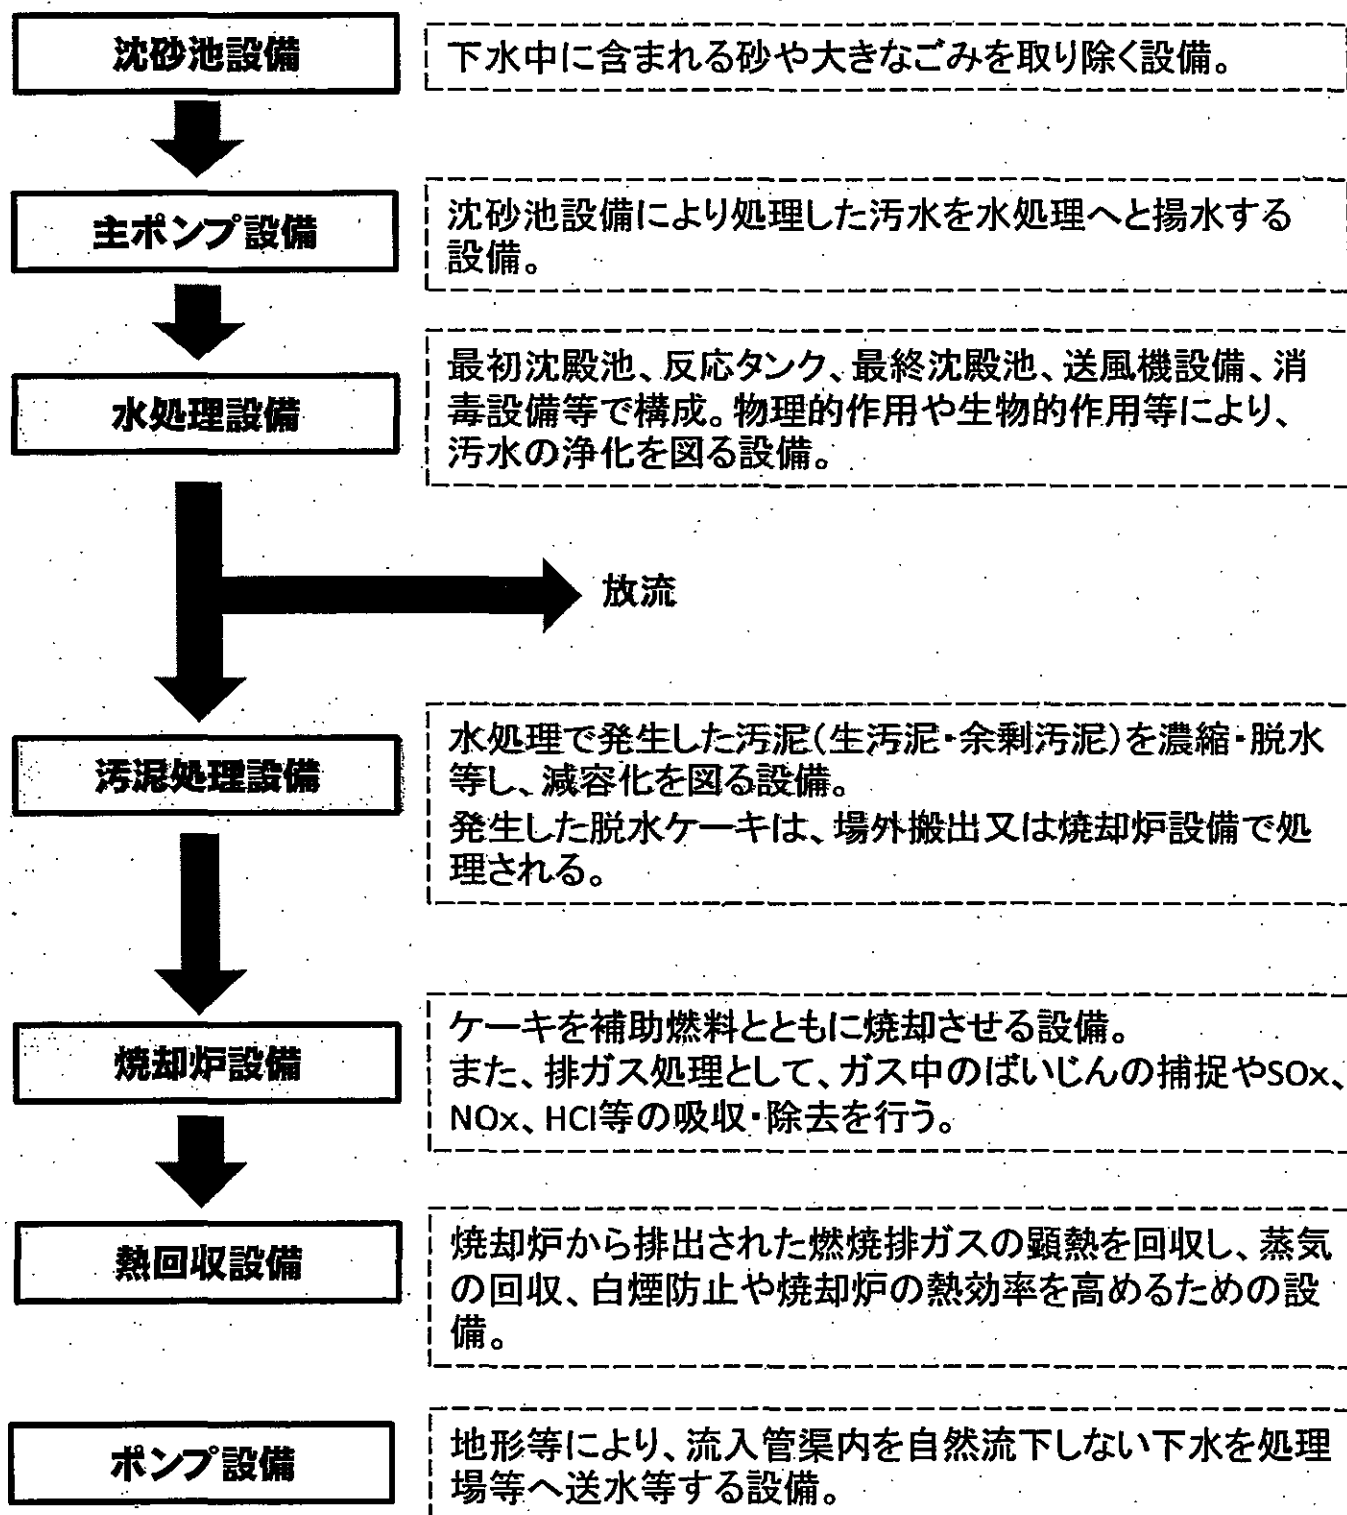 沈砂池設備
下水中に含まれる砂や大きなごみを取り除く設備。
主ポンプ設備
沈砂池設備により処理した汚水を水処理へと揚水する
設備。
水処理設備
最初沈殿池、反応タンク、最終沈殿池、送風機設備、消
毒設備等で構成。物理的作用や生物的作用等により、
汚水の浄化を図る設備。
放流
汚泥処理設備
水処理で発生した汚泥(生汚泥・余剰汚泥)を濃縮・脱水
等し、減容化を図る設備。
発生した脱水ケーキは、場外搬出又は焼却炉設備で処
理される。
焼却炉設備
ケーキを補助燃料とともに焼却させる設備。
また、排ガス処理として、ガス中のばいじんの捕捉やSOx、
NOx、HCl等の吸収・除去を行う。
熱回収設備
焼却炉から排出された燃焼排ガスの顕熱を回収し、蒸気
の回収、白煙防止や焼却炉の熱効率を高めるための設
備。
ポンプ設備
地形等により、流入管渠内を自然流下しない下水を処理
場等へ送水等する設備。